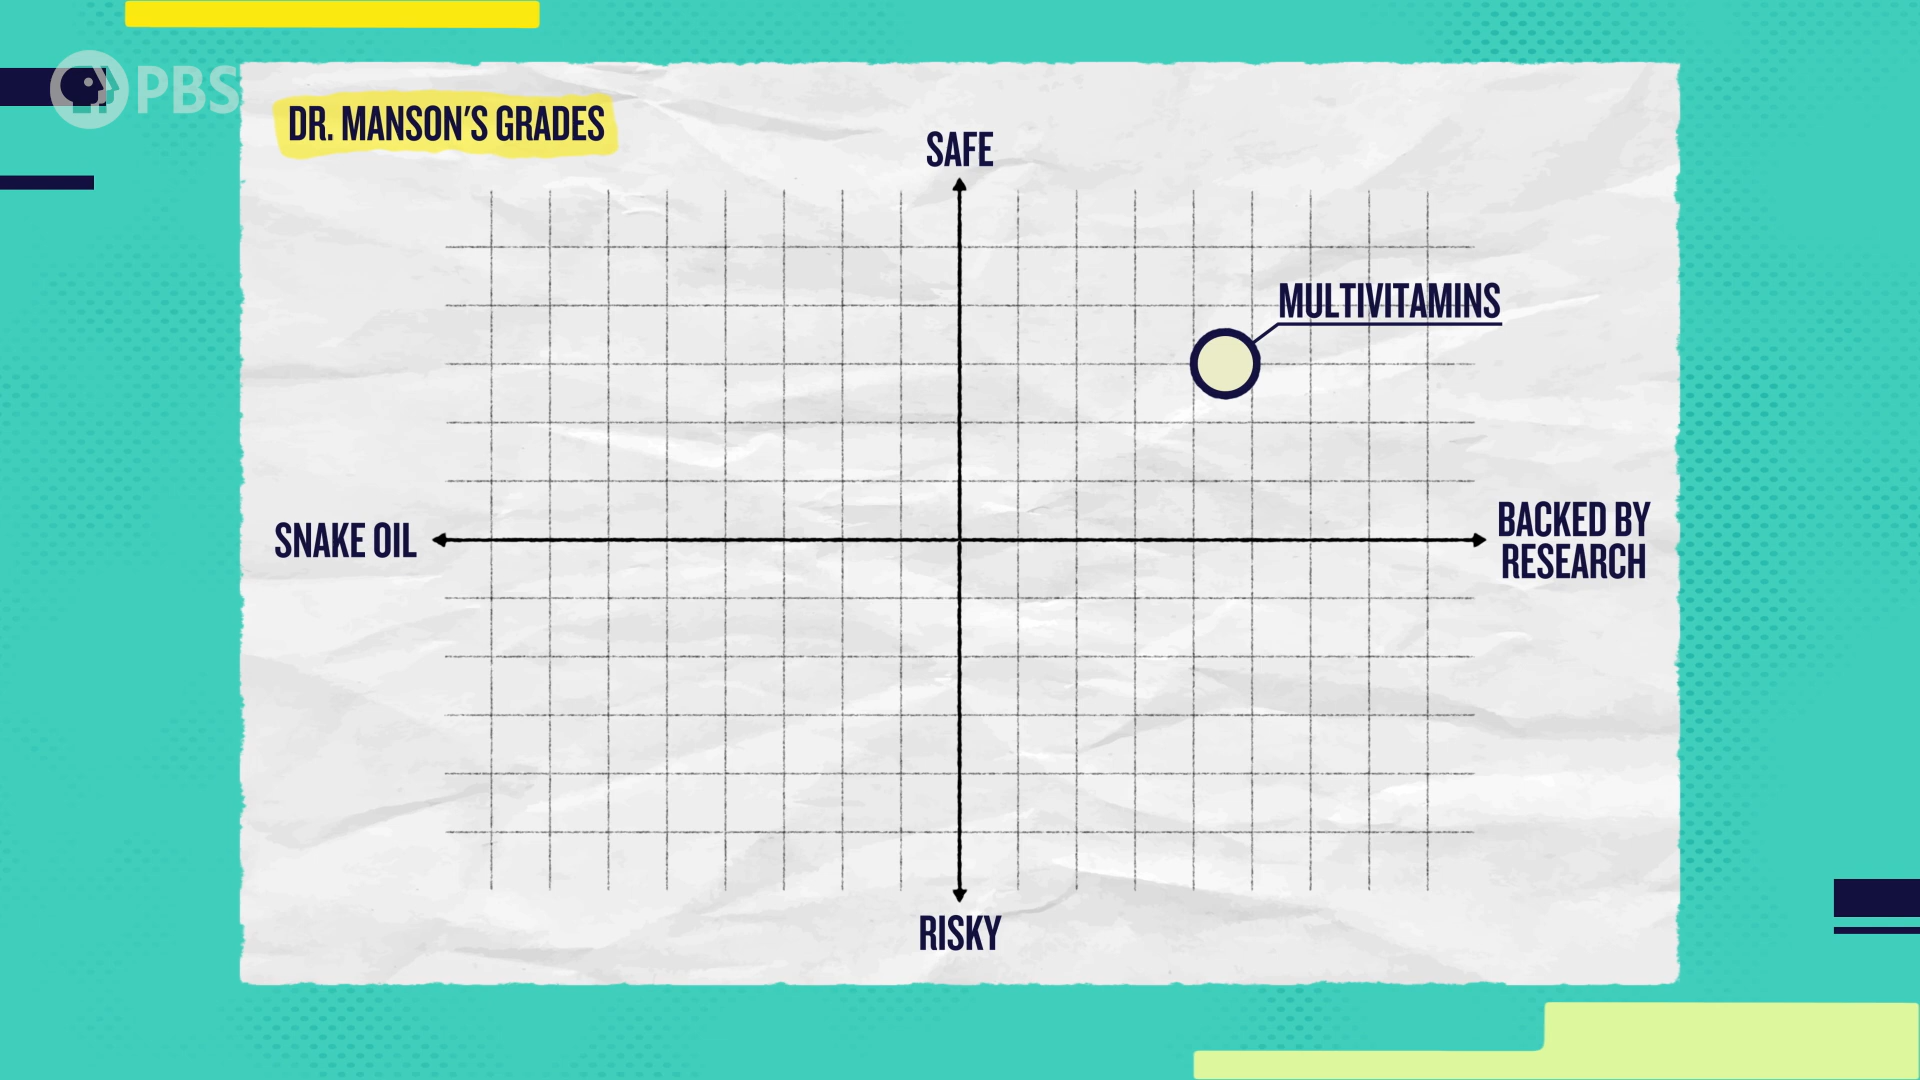 PBS
DR. MANSON'S GRADES
SAFE
MULTIVITAMINS
SNAKE OIL
BACKED BY
RESEARCH
RISKY